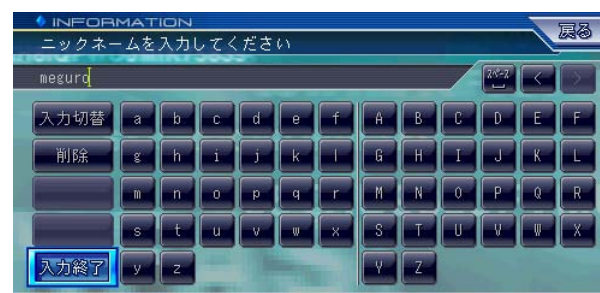 INFORMATION
戻る
ニックネームを入力してください
meguro
スペース < >
入力切替 a b c d e f A B C D E F
削除 g h i j k l G H I J K L
m n o p q r M N O P Q R
s t u v w x S T U V W X
入力終了 y z Y Z